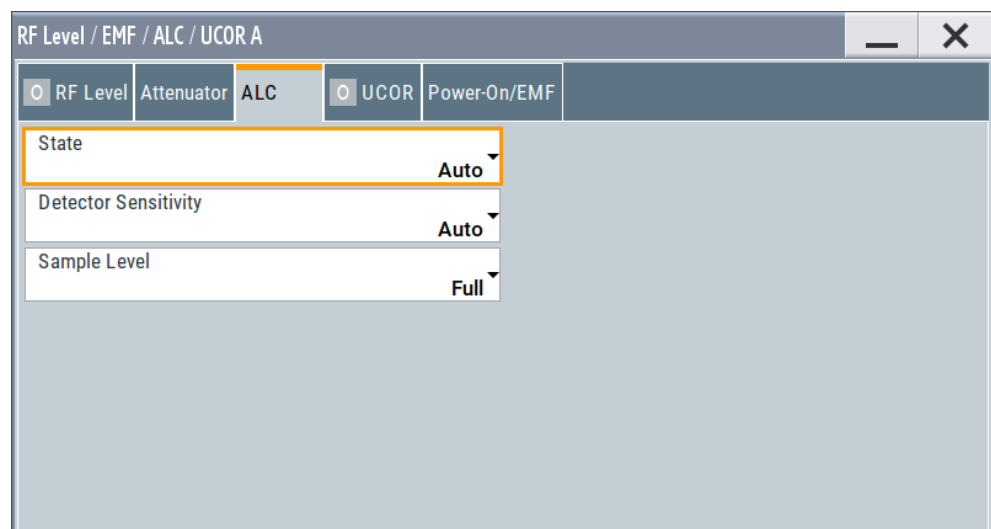 RF Level / EMF / ALC / UCOR A
RF Level Attenuator ALC UCOR Power-On/EMF
State
Auto
Detector Sensitivity
Auto
Sample Level
Full